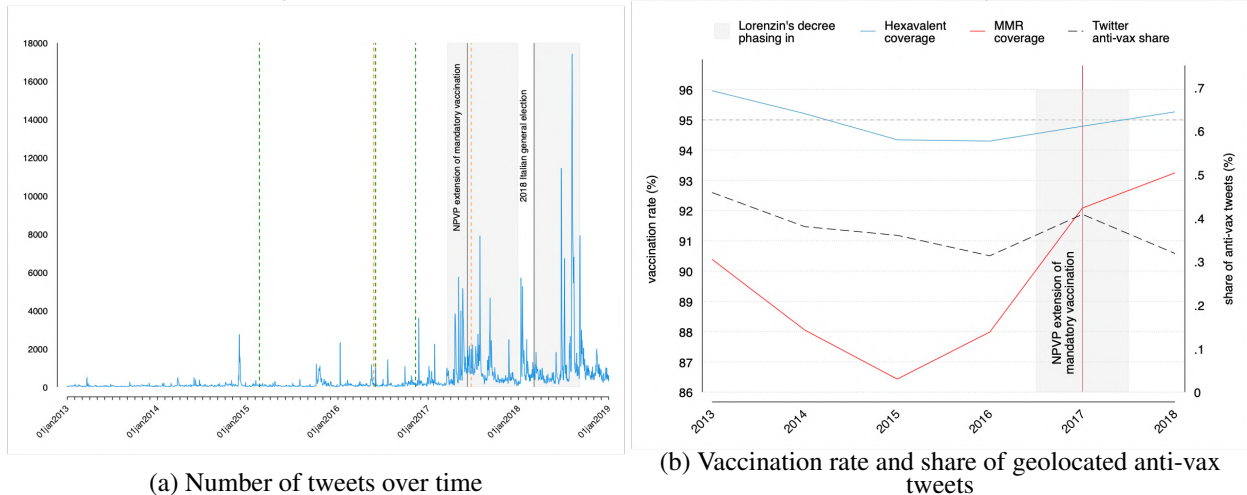 18000
16000
14000
12000
10000
8000
6000
4000
2000
0
NPVP extension of mandatory vaccination
2018 Italian general election
01jan2013
01jan2014
01jan2015
01jan2016
01jan2017
01jan2018
01jan2019
(a) Number of tweets over time
Lorenzin's decree
phasing in
Hexavalent
coverage
MMR
coverage
Twitter
anti-vax share
96
95
94
93
92
91
90
89
88
87
86
vaccination rate (%)
.7
.6
.5
.4
.3
.2
.1
0
share of anti-vax tweets (%)
NPVP extension of
mandatory vaccination
2013
2014
2015
2016
2017
2018
(b) Vaccination rate and share of geolocated anti-vax
tweets